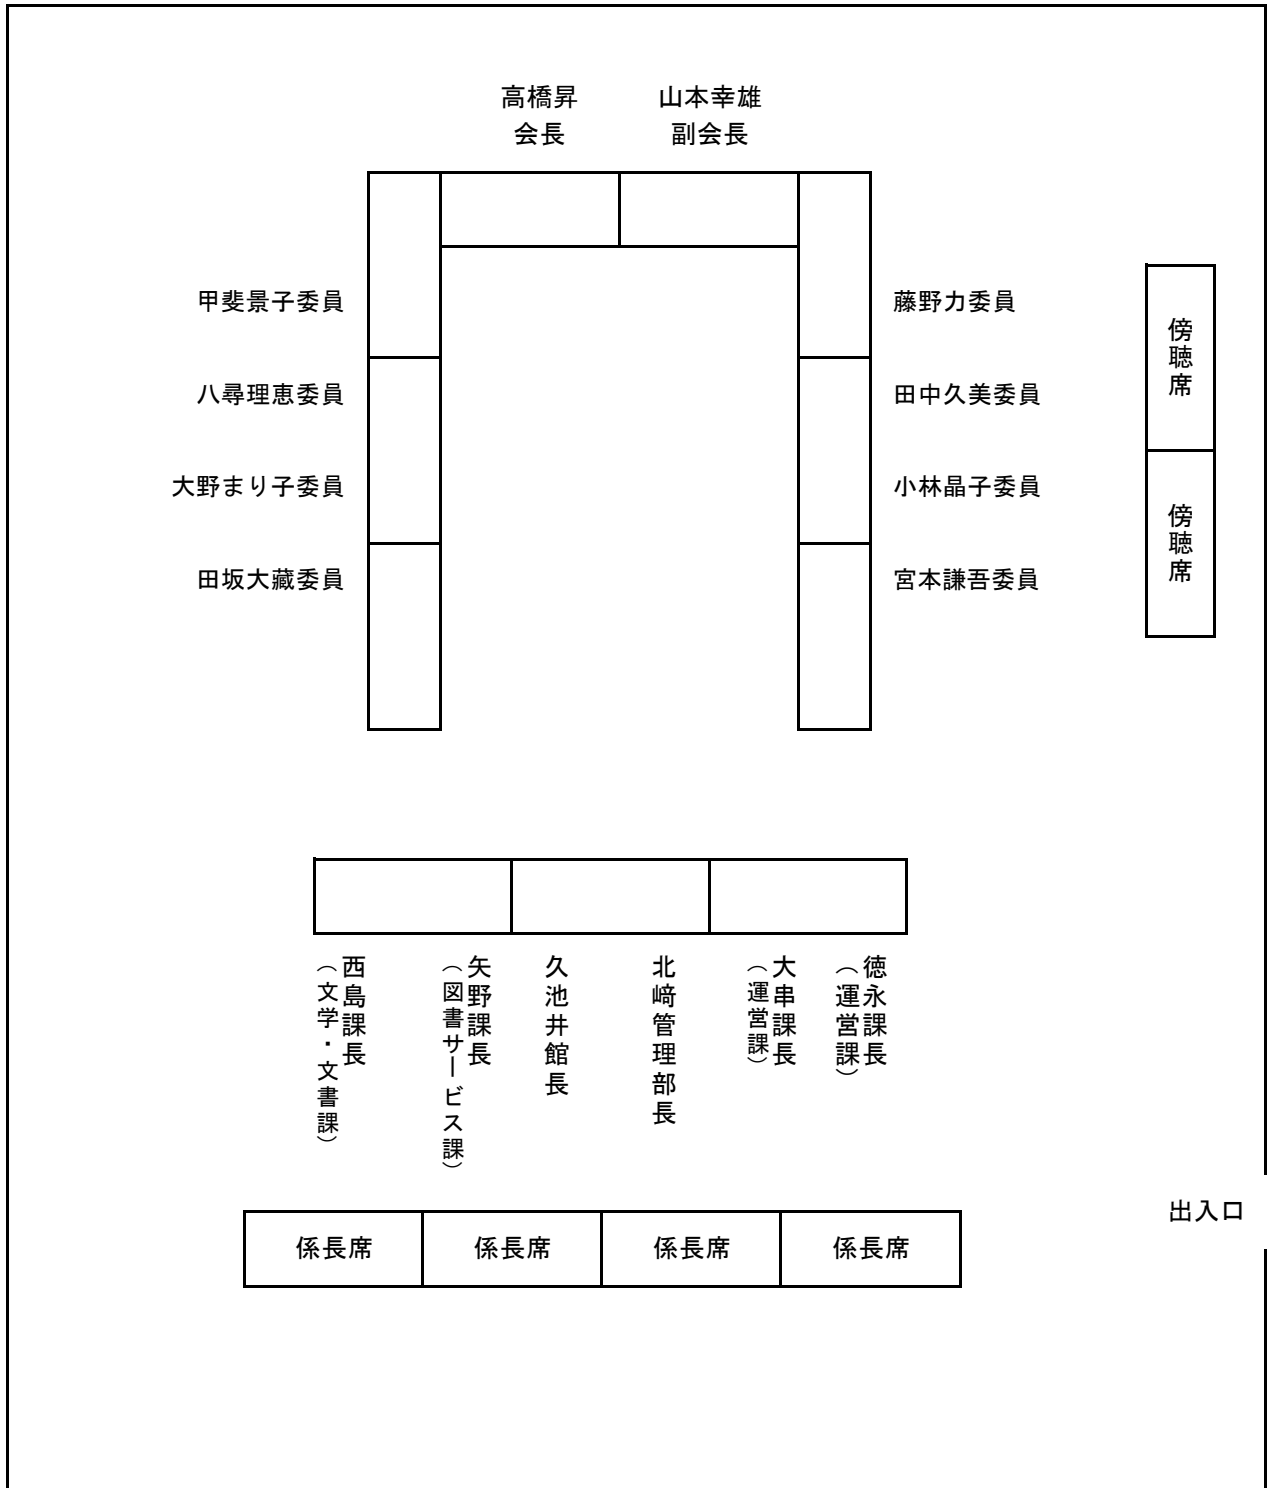 高橋昇
会長
山本幸雄
副会長
甲斐景子委員
八尋理恵委員
大野まり子委員
田坂大藏委員
藤野力委員
田中久美委員
小林晶子委員
宮本謙吾委員
傍聴席
傍聴席
西島課長
（文学・文書課）
矢野課長
（図書サービス課）
久池井館長
北﨑管理部長
大串課長
（運営課）
徳永課長
（運営課）
出入口
係長席
係長席
係長席
係長席